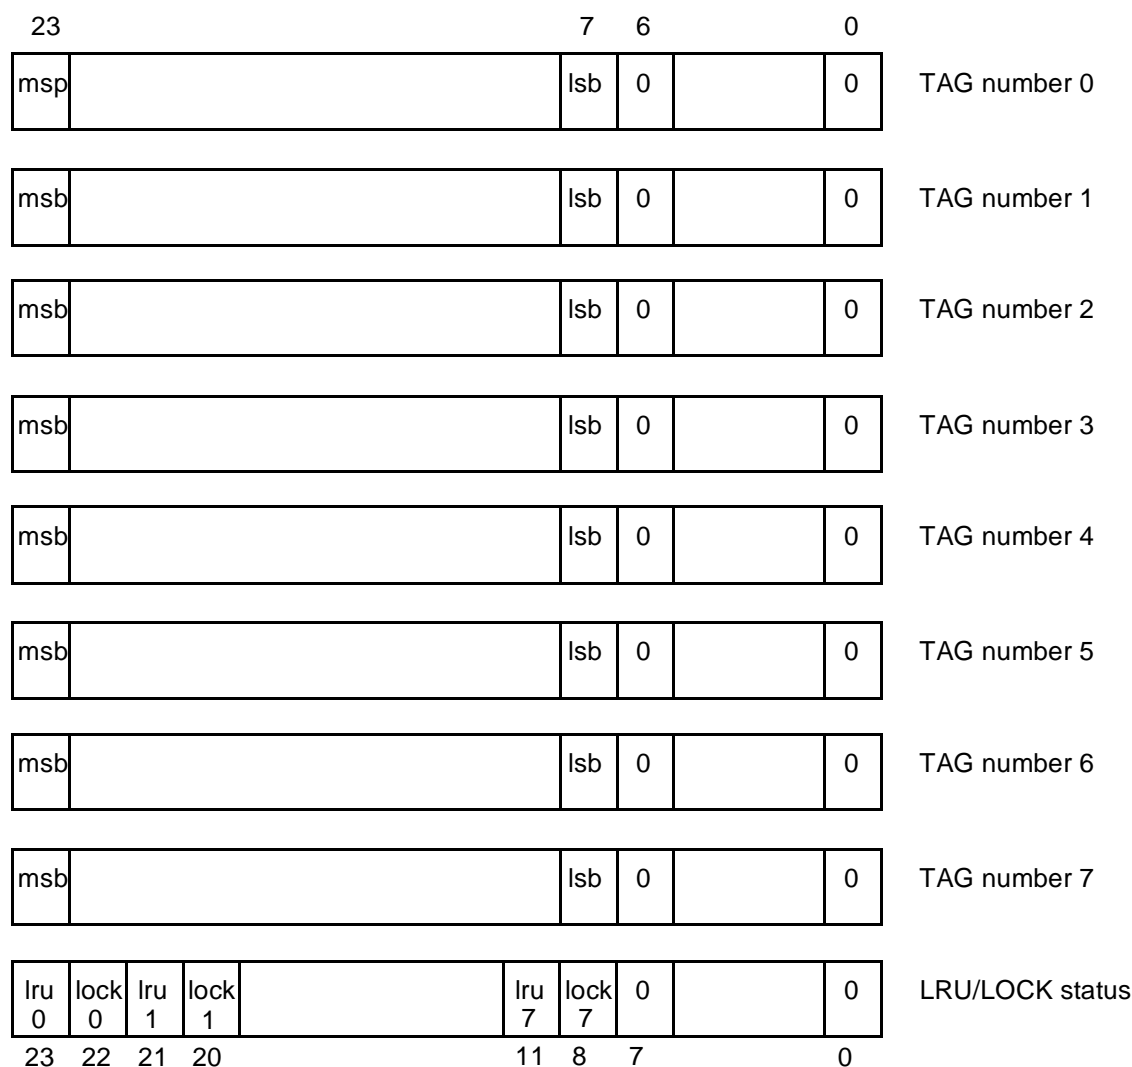 23 7 6 0
msp lsb 0 0 TAG number 0
msb lsb 0 0 TAG number 1
msb lsb 0 0 TAG number 2
msb lsb 0 0 TAG number 3
msb lsb 0 0 TAG number 4
msb lsb 0 0 TAG number 5
msb lsb 0 0 TAG number 6
msb lsb 0 0 TAG number 7
lru lock lru lock lru lock 0 0 LRU/LOCK status
0 0 1 1 7 7
23 22 21 20 11 8 7 0